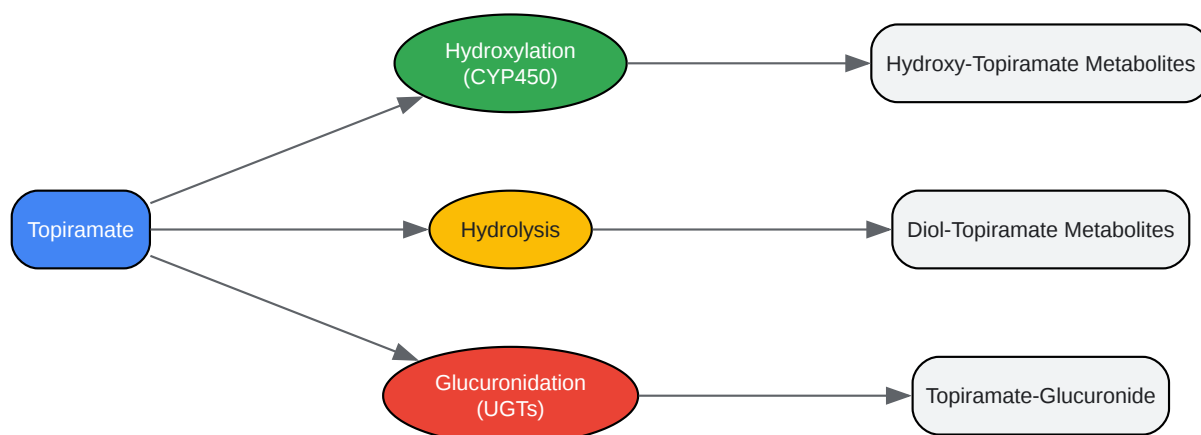 Hydroxylation
(CYP450)
Hydroxy-Topiramate Metabolites
Topiramate
Hydrolysis
Diol-Topiramate Metabolites
Glucuronidation
(UGTs)
Topiramate-Glucuronide